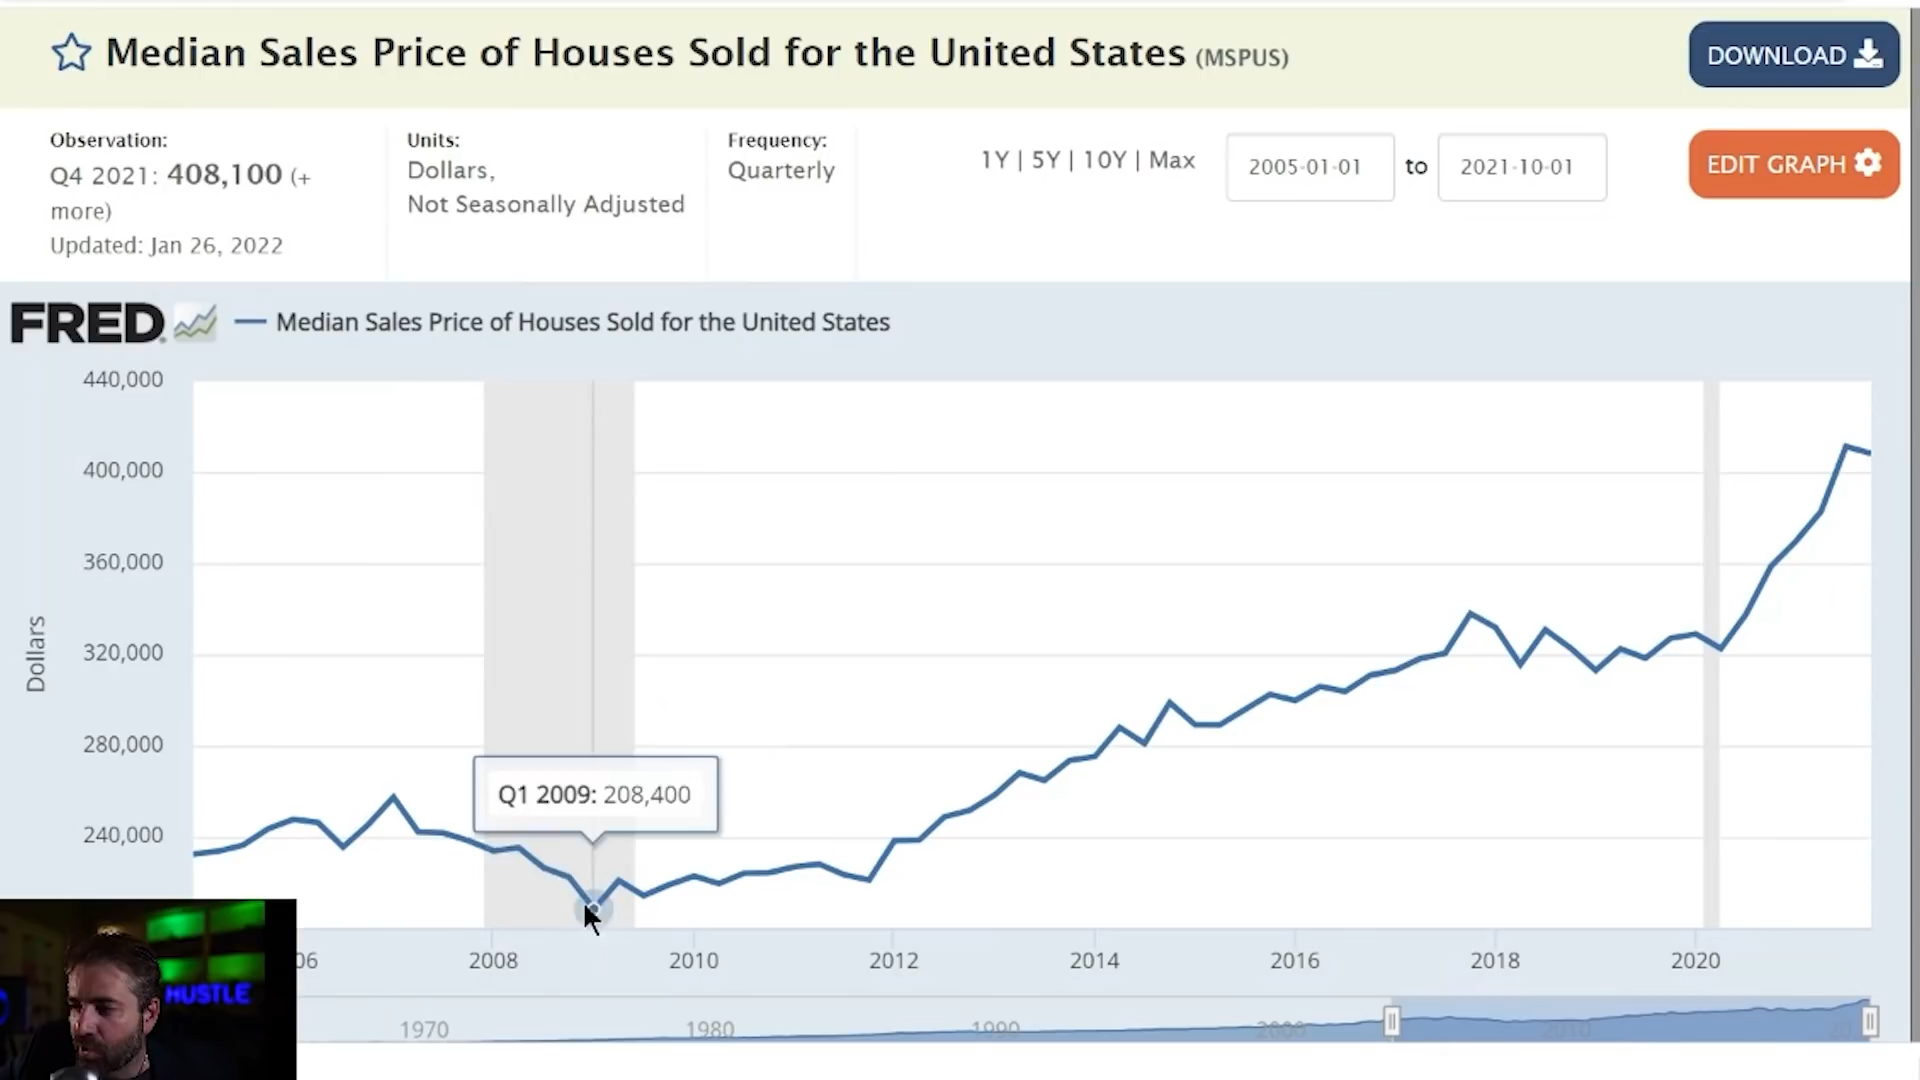 Median Sales Price of Houses Sold for the United States (MSPUS)
DOWNLOAD
Observation:
Q4 2021: 408,100 (+
more)
Updated: Jan 26, 2022
Units:
Dollars,
Not Seasonally Adjusted
Frequency:
Quarterly
1Y | 5Y | 10Y | Max
2005-01-01 to 2021-10-01
EDIT GRAPH
FRED
Median Sales Price of Houses Sold for the United States
440,000
400,000
360,000
320,000
280,000
240,000
Dollars
Q1 2009: 208,400
06 2008 2010 2012 2014 2016 2018 2020
1970 1980 1990 2000 2010
HUSTLE